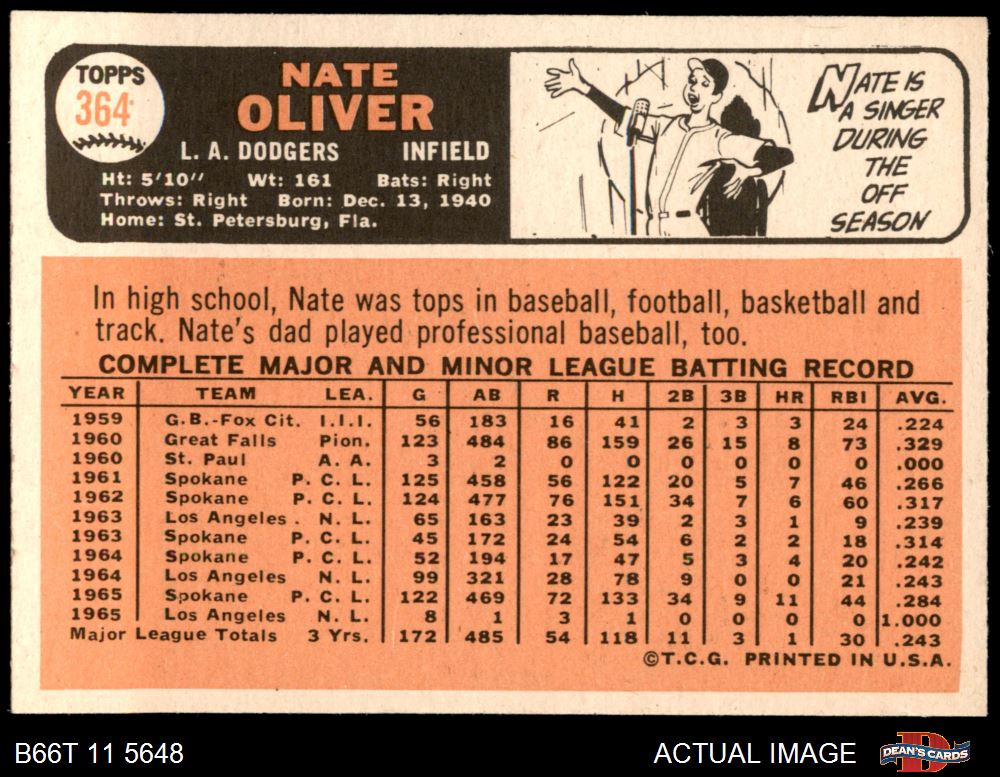 TOPPS
364
NATE
OLIVER
L. A. DODGERS INFIELD
Ht: 5'10" Wt: 161 Bats: Right
Throws: Right Born: Dec. 13, 1940
Home: St. Petersburg, Fla.
NATE IS
A SINGER
DURING
THE
OFF
SEASON
In high school, Nate was tops in baseball, football, basketball and
track. Nate's dad played professional baseball, too.
COMPLETE MAJOR AND MINOR LEAGUE BATTING RECORD
YEAR TEAM LEA. G AB R H 2B 3B HR RBI AVG.
1959 G.B.-Fox Cit. I.I.I. 56 183 16 41 2 3 3 24 .224
1960 Great Falls Pion. 123 484 86 159 26 15 8 73 .329
1960 St. Paul A. A. 3 2 0 0 0 0 0 0 .000
1961 Spokane P. C. L. 125 458 56 122 20 5 7 46 .266
1962 Spokane P. C. L. 124 477 76 151 34 7 6 60 .317
1963 Los Angeles . N. L. 65 163 23 39 2 3 1 9 .239
1963 Spokane P. C. L. 45 172 24 54 6 2 2 18 .314
1964 Spokane P. C. L. 52 194 17 47 5 3 4 20 .242
1964 Los Angeles N. L. 99 321 28 78 9 0 0 21 .243
1965 Spokane P. C. L. 122 469 72 133 34 9 11 44 .284
1965 Los Angeles N. L. 8 1 3 1 0 0 0 0 1.000
Major League Totals 3 Yrs. 172 485 54 118 11 3 1 30 .243
©T.C.G. PRINTED IN U.S.A.
B66T 11 5648
ACTUAL IMAGE
DEAN'S CARDS